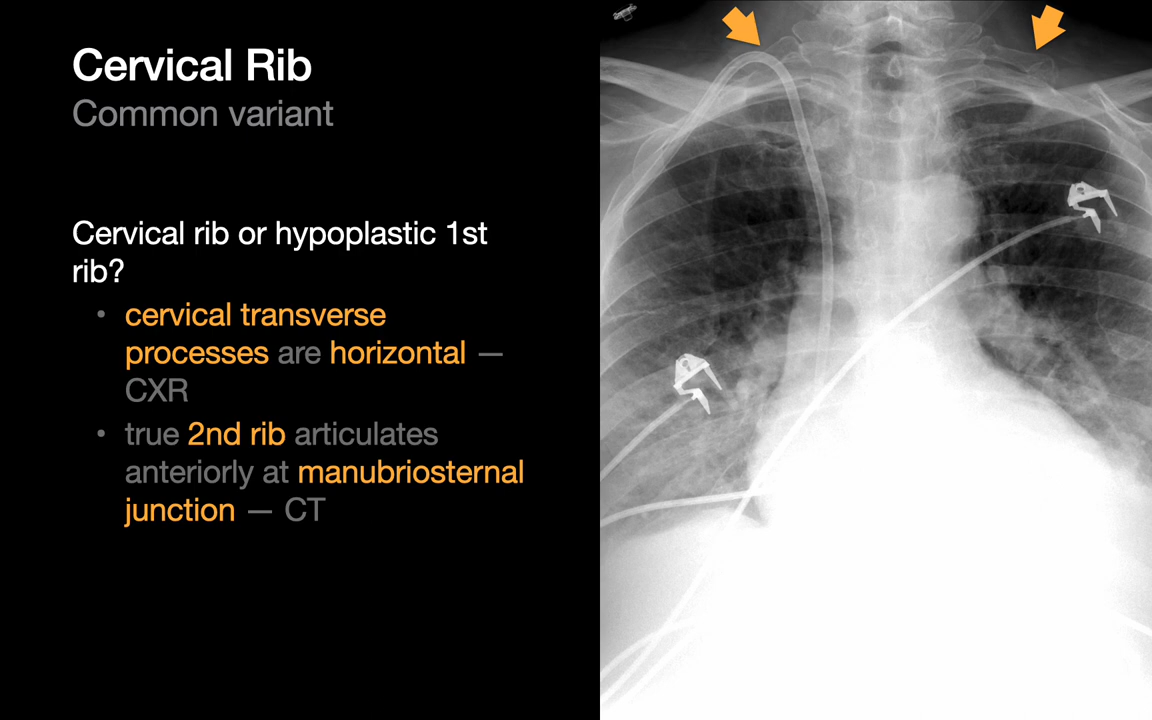 Cervical Rib
Common variant
Cervical rib or hypoplastic 1st
rib?
• cervical transverse
processes are horizontal —
CXR
• true 2nd rib articulates
anteriorly at manubriosternal
junction — CT